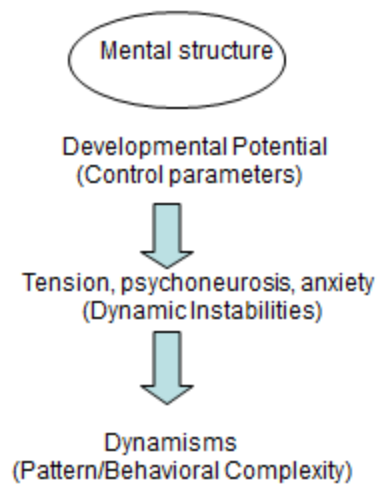 Mental structure
Developmental Potential
(Control parameters)
Tension, psychoneurosis, anxiety
(Dynamic Instabilities)
Dynamisms
(Pattern/Behavioral Complexity)